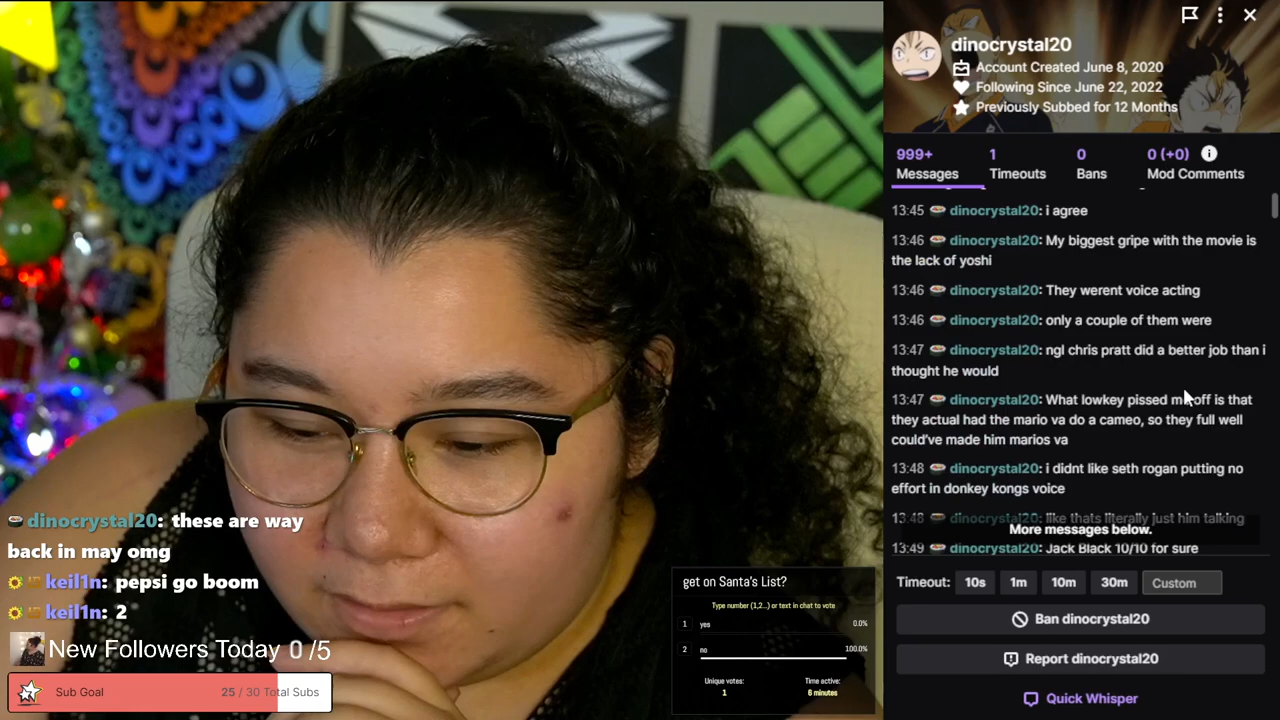 dinocrystal20: these are way
back in may omg
keil1n: pepsi go boom
keil1n: 2
New Followers Today 0 /5
Sub Goal 25 / 30 Total Subs
get on Santa's List?
Type number (1,2...) or text in chat to vote
1 yes 0.0%
2 no 100.0%
Unique votes: Time active:
1 6 minutes
dinocrystal20
Account Created June 8, 2020
Following Since June 22, 2022
Previously Subbed for 12 Months
999+ 1 0 0 (+0)
Messages Timeouts Bans Mod Comments
13:45 dinocrystal20: i agree
13:46 dinocrystal20: My biggest gripe with the movie is
the lack of yoshi
13:46 dinocrystal20: They werent voice acting
13:46 dinocrystal20: only a couple of them were
13:47 dinocrystal20: ngl chris pratt did a better job than i
thought he would
13:47 dinocrystal20: What lowkey pissed me off is that
they actual had the mario va do a cameo, so they full well
could've made him marios va
13:48 dinocrystal20: i didnt like seth rogan putting no
effort in donkey kongs voice
13:48 dinocrystal20: like thats literally just him talking
More messages below.
13:49 dinocrystal20: Jack Black 10/10 for sure
Timeout: 10s 1m 10m 30m Custom
Ban dinocrystal20
Report dinocrystal20
Quick Whisper